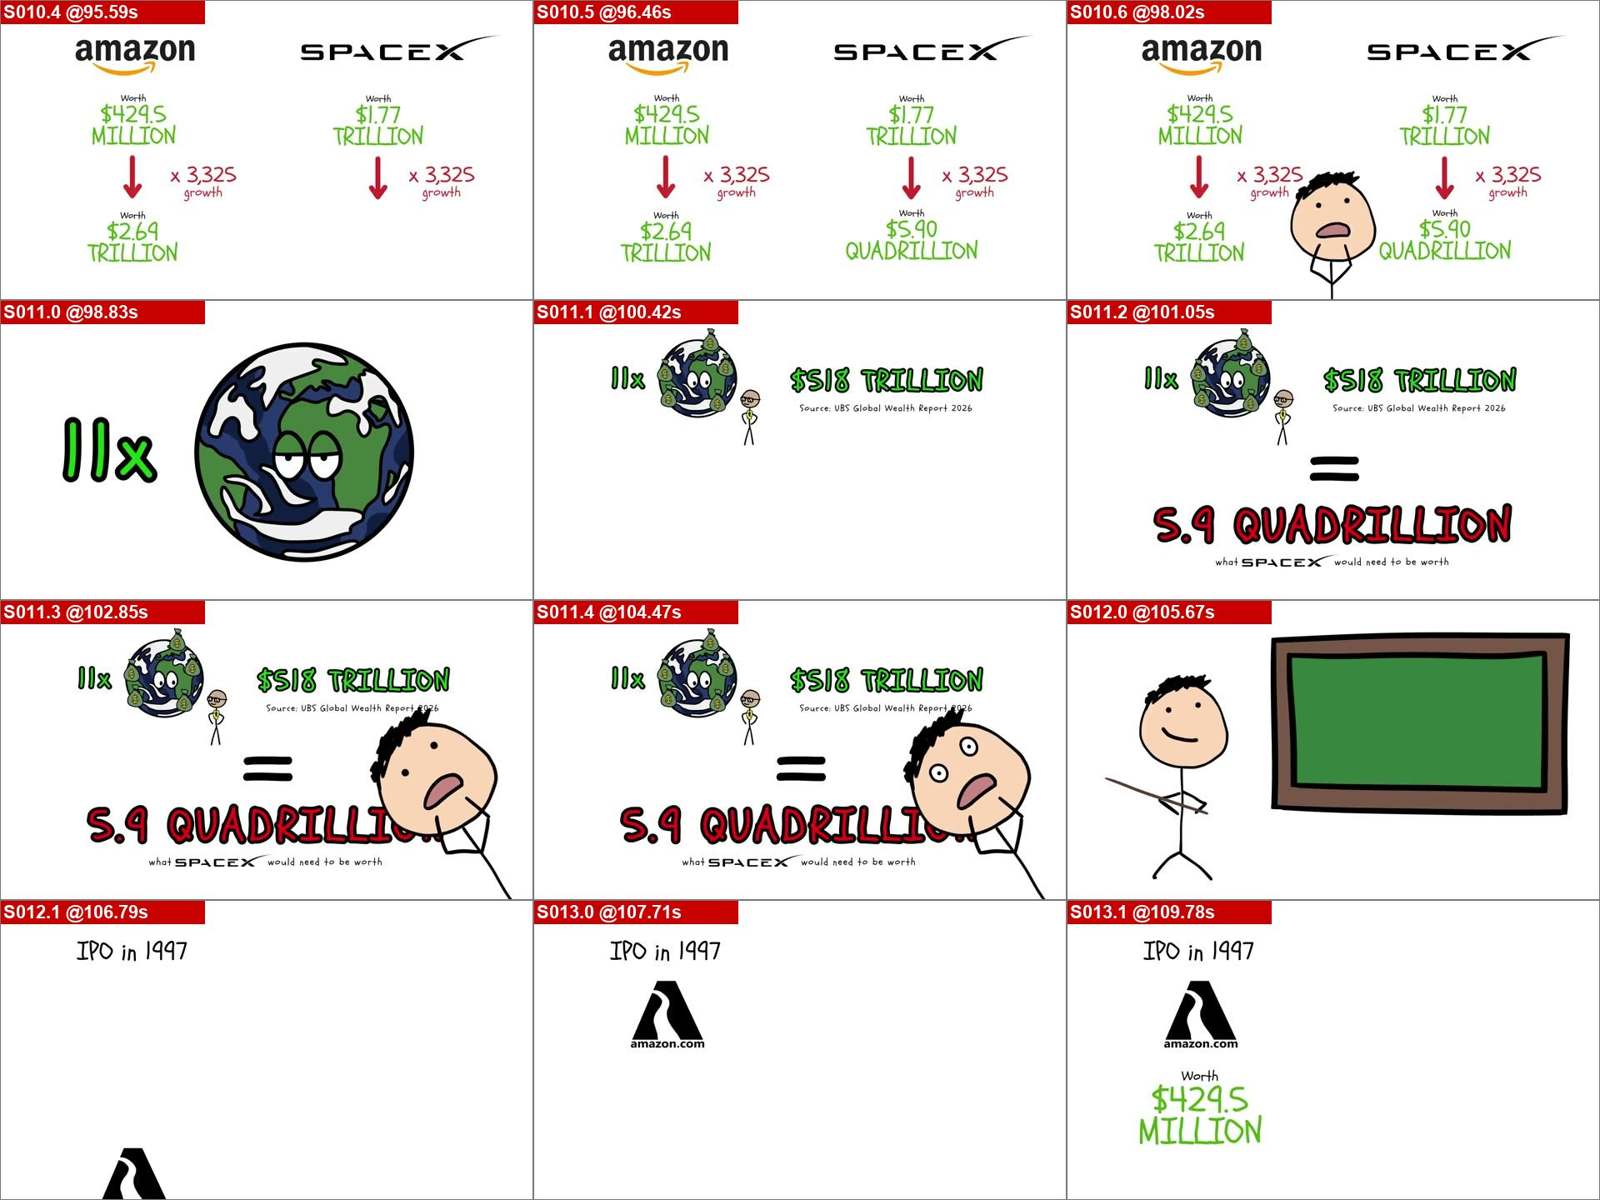 S010.4 @95.59s
amazon
SPACEX
Worth
$429.5
MILLION
Worth
$1.77
TRILLION
x 3,325
growth
x 3,325
growth
Worth
$2.69
TRILLION
S010.5 @96.46s
amazon
SPACEX
Worth
$429.5
MILLION
Worth
$1.77
TRILLION
x 3,325
growth
x 3,325
growth
Worth
$2.69
TRILLION
Worth
$5.90
QUADRILLION
S010.6 @98.02s
amazon
SPACEX
Worth
$429.5
MILLION
Worth
$1.77
TRILLION
x 3,325
growth
x 3,325
growth
Worth
$2.69
TRILLION
Worth
$5.90
QUADRILLION
S011.0 @98.83s
11x
S011.1 @100.42s
11x
$518 TRILLION
Source: UBS Global Wealth Report 2026
S011.2 @101.05s
11x
$518 TRILLION
Source: UBS Global Wealth Report 2026
=
5.9 QUADRILLION
what SPACEX would need to be worth
S011.3 @102.85s
11x
$518 TRILLION
Source: UBS Global Wealth Report 2026
=
5.9 QUADRILLIO
what SPACEX would need to be worth
S011.4 @104.47s
11x
$518 TRILLION
Source: UBS Global Wealth Report 2026
=
5.9 QUADRILLIO
what SPACEX would need to be worth
S012.0 @105.67s
S012.1 @106.79s
IPO in 1997
S013.0 @107.71s
IPO in 1997
amazon.com
S013.1 @109.78s
IPO in 1997
amazon.com
Worth
$429.5
MILLION